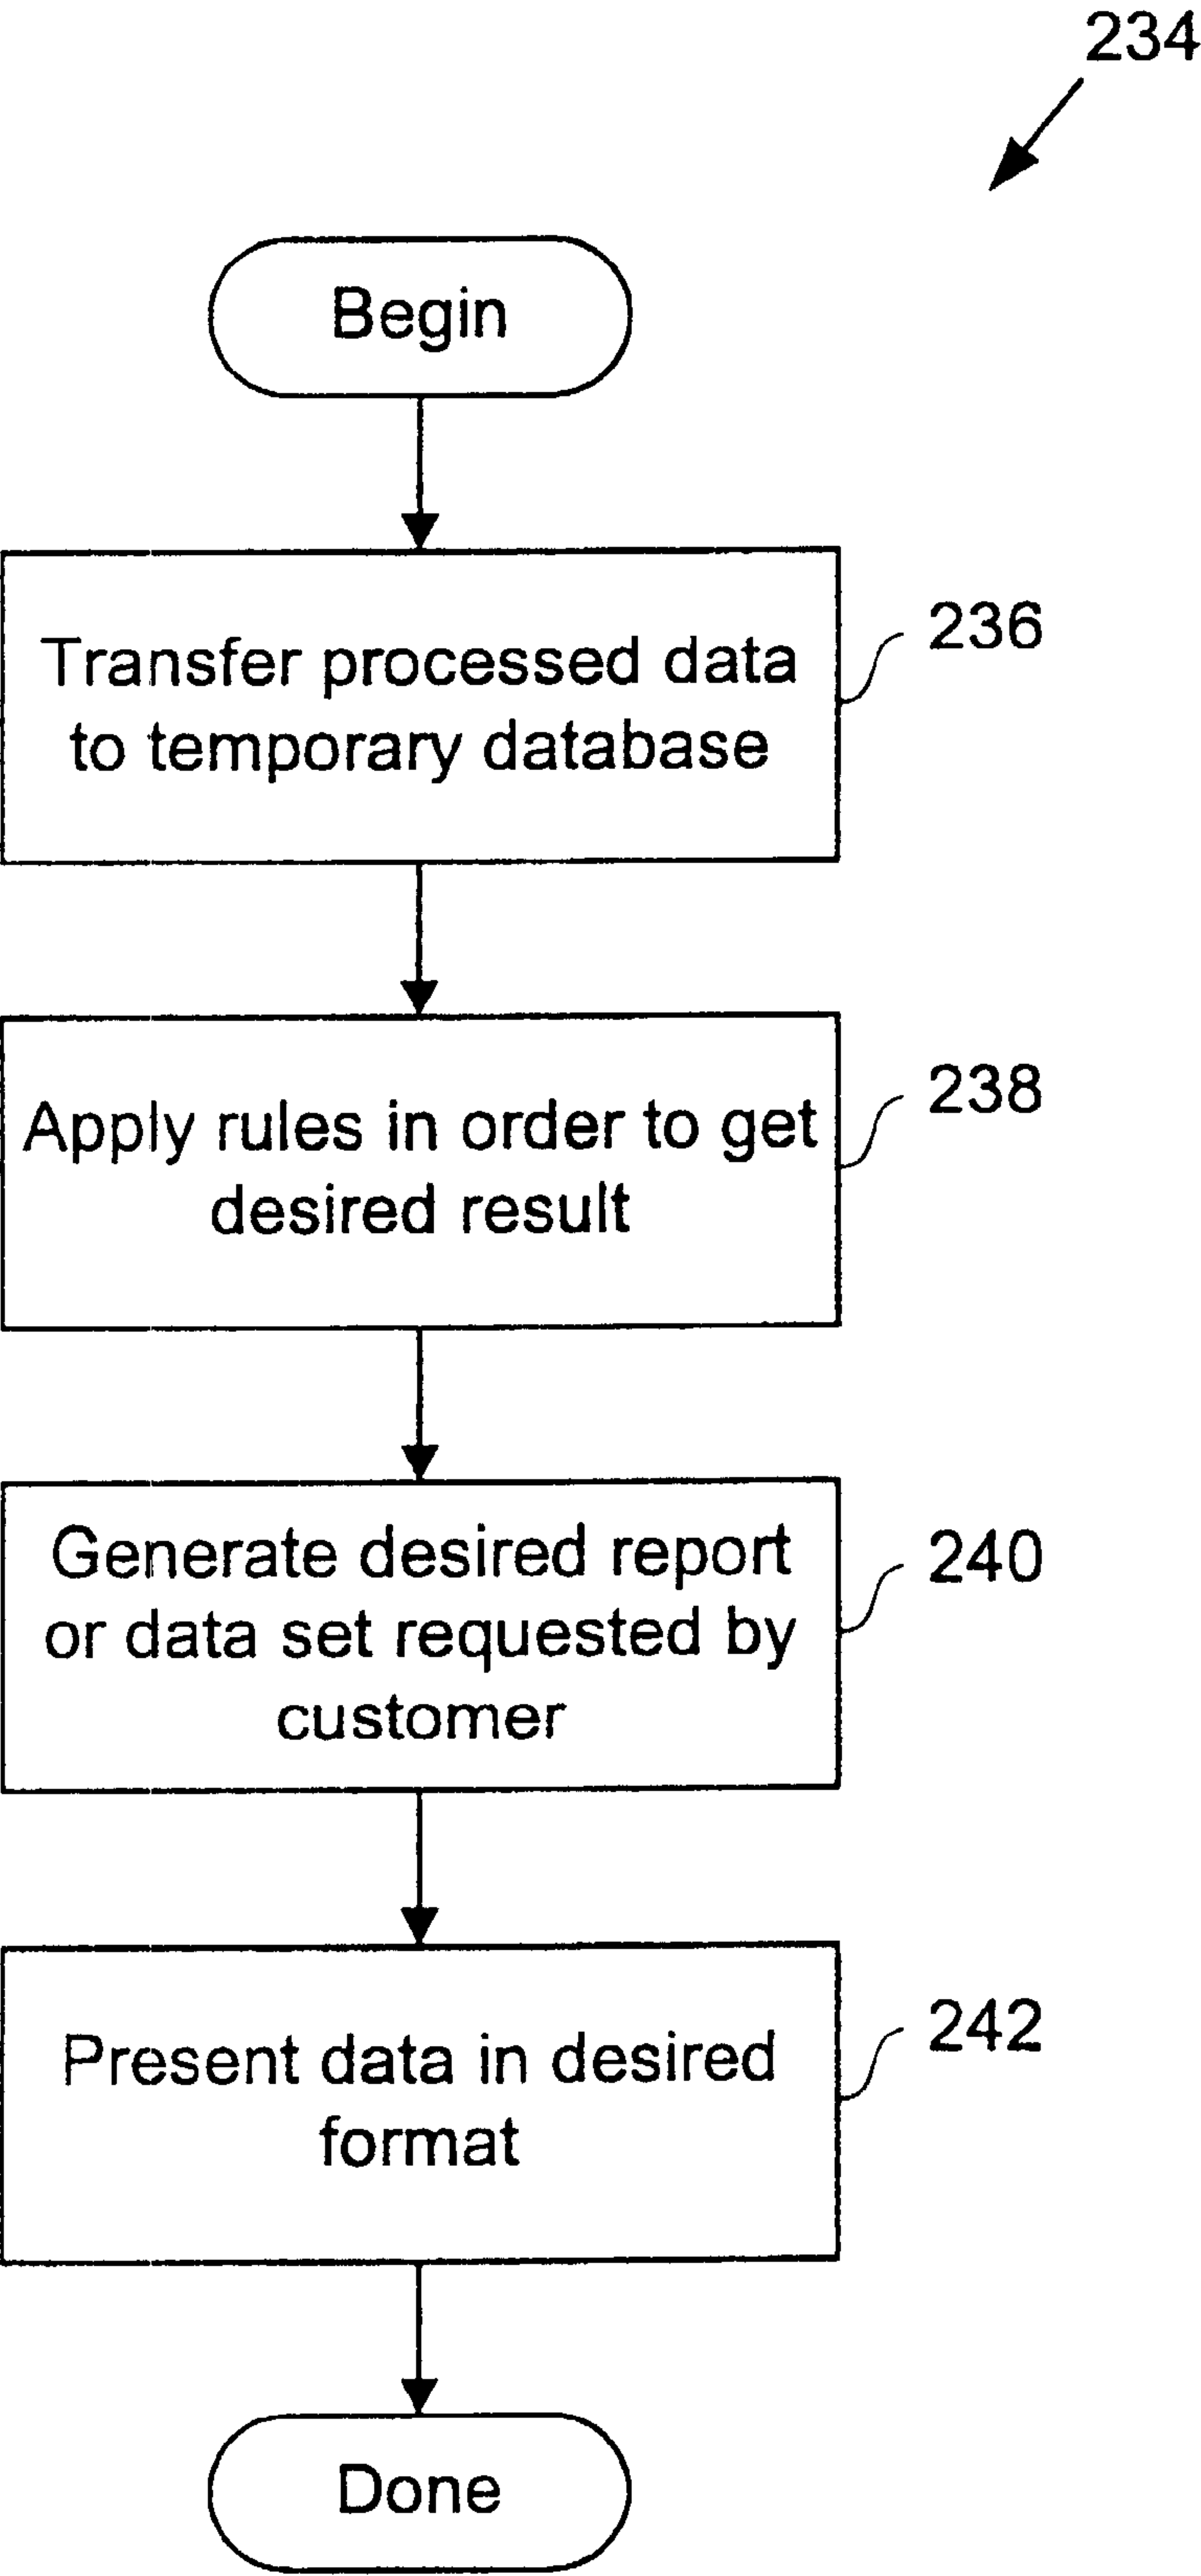 234
Begin
Transfer processed data
to temporary database
236
Apply rules in order to get
desired result
238
Generate desired report
or data set requested by
customer
240
Present data in desired
format
242
Done